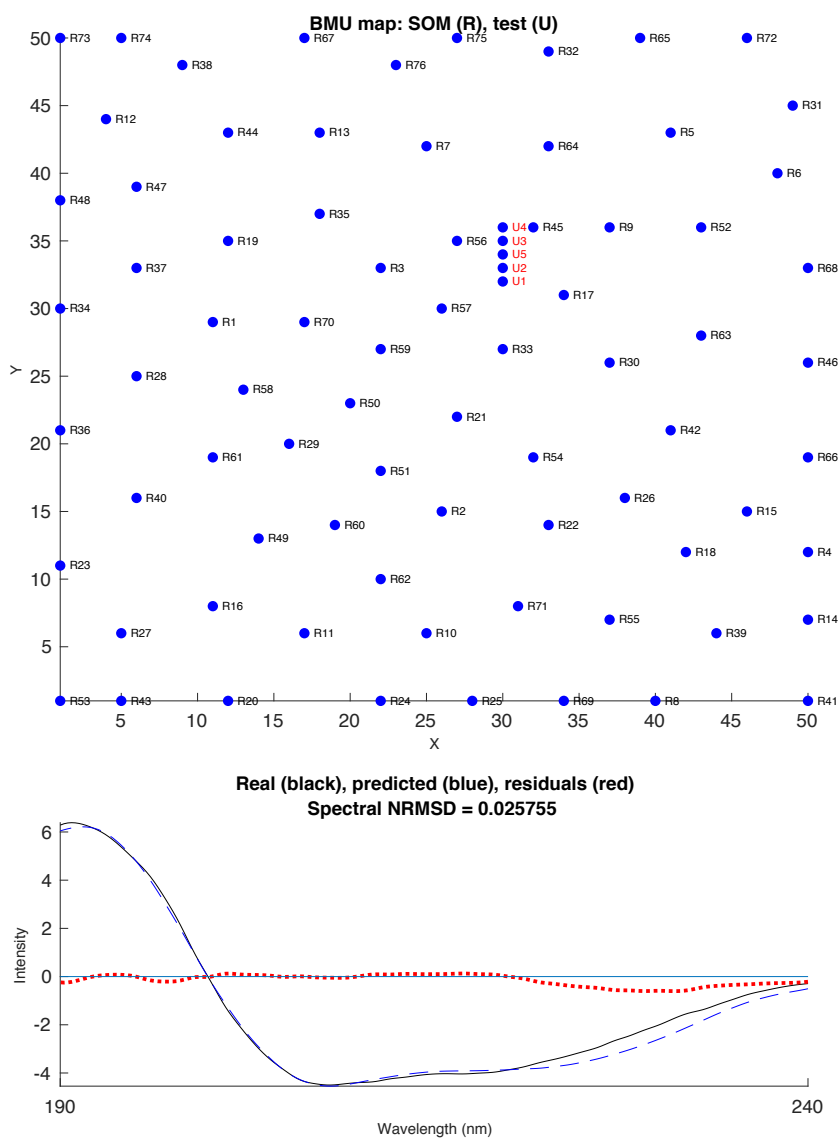 BMU map: SOM (R), test (U)
50 R73 R74 R67 R75 R65 R72
R32
R38 R76
45 R31
R12
R44 R13 R5
R7 R64
40 R6
R47
R48
R35
U4 R45 R9 R52
35 R19 R56 U3
U5
R37 R3 U2 R68
U1
R17
30 R34 R57
R1 R70
R63
R59 R33
R30 R46
25 R28
R58
R50
R21
R36 R42
20 R29
R61 R54 R66
R51
R40 R26
15 R2 R15
R60 R22
R49
R18 R4
R23
10 R62
R16 R71
R55 R14
5 R27 R11 R10 R39
R53 R43 R20 R24 R25 R69 R8 R41
5 10 15 20 25 30 35 40 45 50
X
Y
Real (black), predicted (blue), residuals (red)
Spectral NRMSD = 0.025755
6
4
2
0
-2
-4
Intensity
190 240
Wavelength (nm)